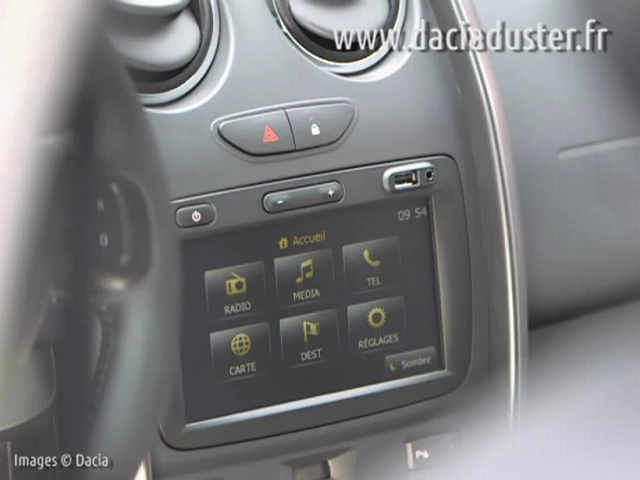 www.daciaduster.fr
09 54
Accueil
RADIO
MEDIA
TEL
CARTE
DEST
RÉGLAGES
Sombre
Images © Dacia